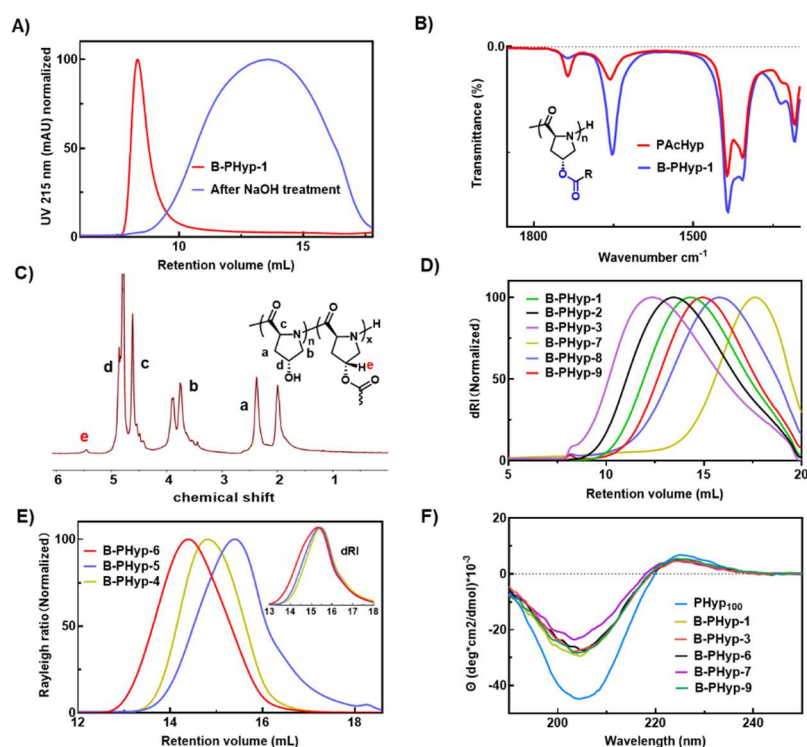 A)
UV 215 nm (mAU) normalized
100
50
0
10
15
B-PHyp-1
After NaOH treatment
Retention volume (mL)
B)
Transmittance (%)
0.0
1800
1500
PAcHyp
B-PHyp-1
O
N
H
n
O
R
O
Wavenumber cm-1
C)
O
N
n
O
N
H
x
c
a
b
d
OH
H
e
O
O
d
c
b
a
e
6
5
4
3
2
1
chemical shift
D)
dRI (Normalized)
100
50
0
5
10
15
20
B-PHyp-1
B-PHyp-2
B-PHyp-3
B-PHyp-7
B-PHyp-8
B-PHyp-9
Retention volume (mL)
E)
Rayleigh ratio (Normalized)
100
50
0
12
14
16
18
B-PHyp-6
B-PHyp-5
B-PHyp-4
dRI
13 14 15 16 17 18
Retention volume (mL)
F)
Θ (deg*cm2/dmol)*10-3
20
0
-20
-40
200
220
240
PHyp100
B-PHyp-1
B-PHyp-3
B-PHyp-6
B-PHyp-7
B-PHyp-9
Wavelength (nm)